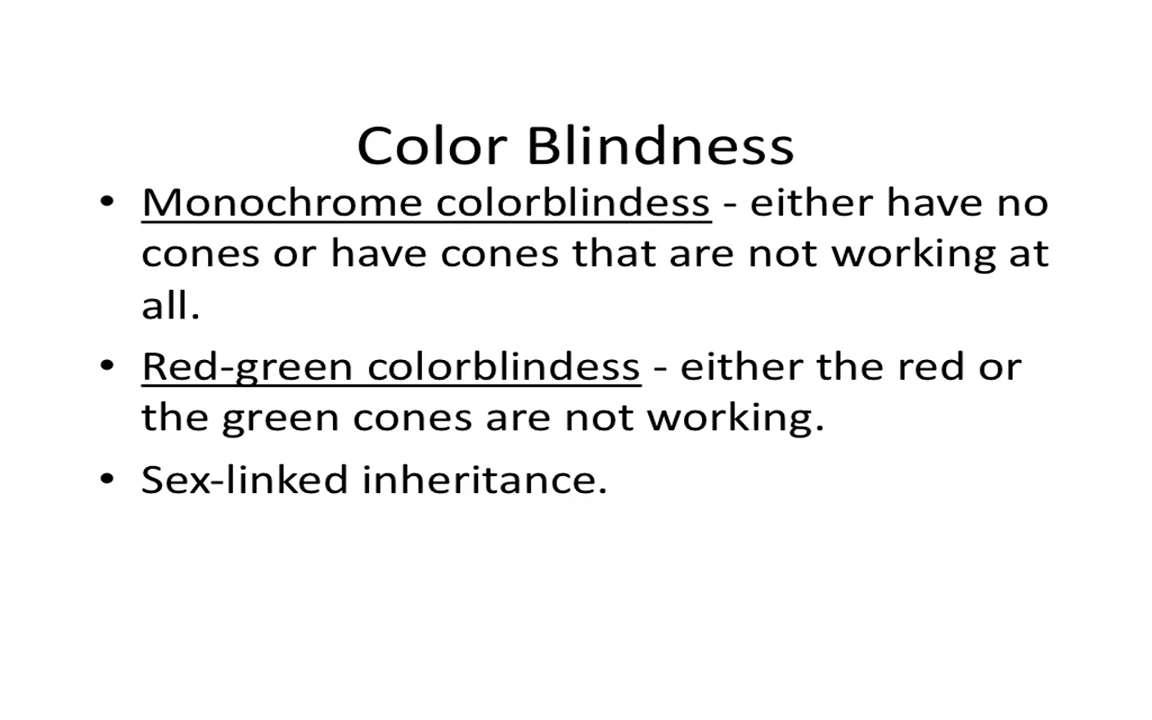 Color Blindness
• Monochrome colorblindess - either have no
cones or have cones that are not working at
all.
• Red-green colorblindess - either the red or
the green cones are not working.
• Sex-linked inheritance.